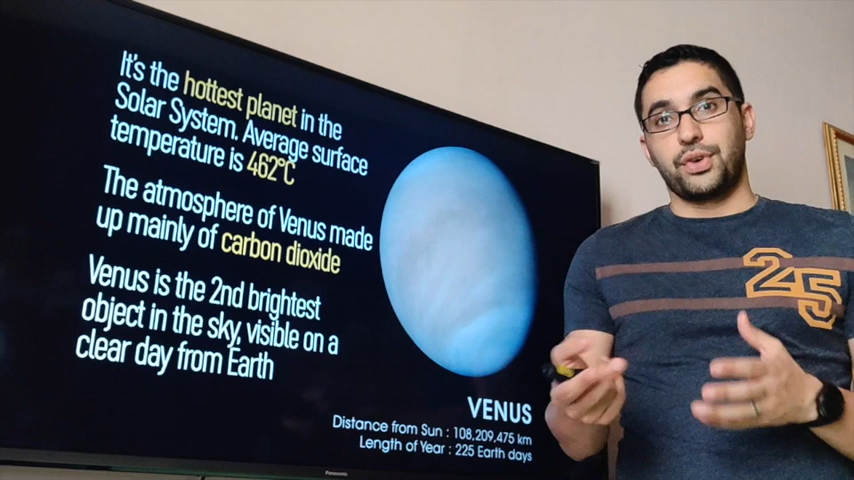 It's the hottest planet in the
Solar System. Average surface
temperature is 462°C
The atmosphere of Venus made
up mainly of carbon dioxide
Venus is the 2nd brightest
object in the sky, visible on a
clear day from Earth
VENUS
Distance from Sun : 108,209,475 km
Length of Year : 225 Earth days
Panasonic
25